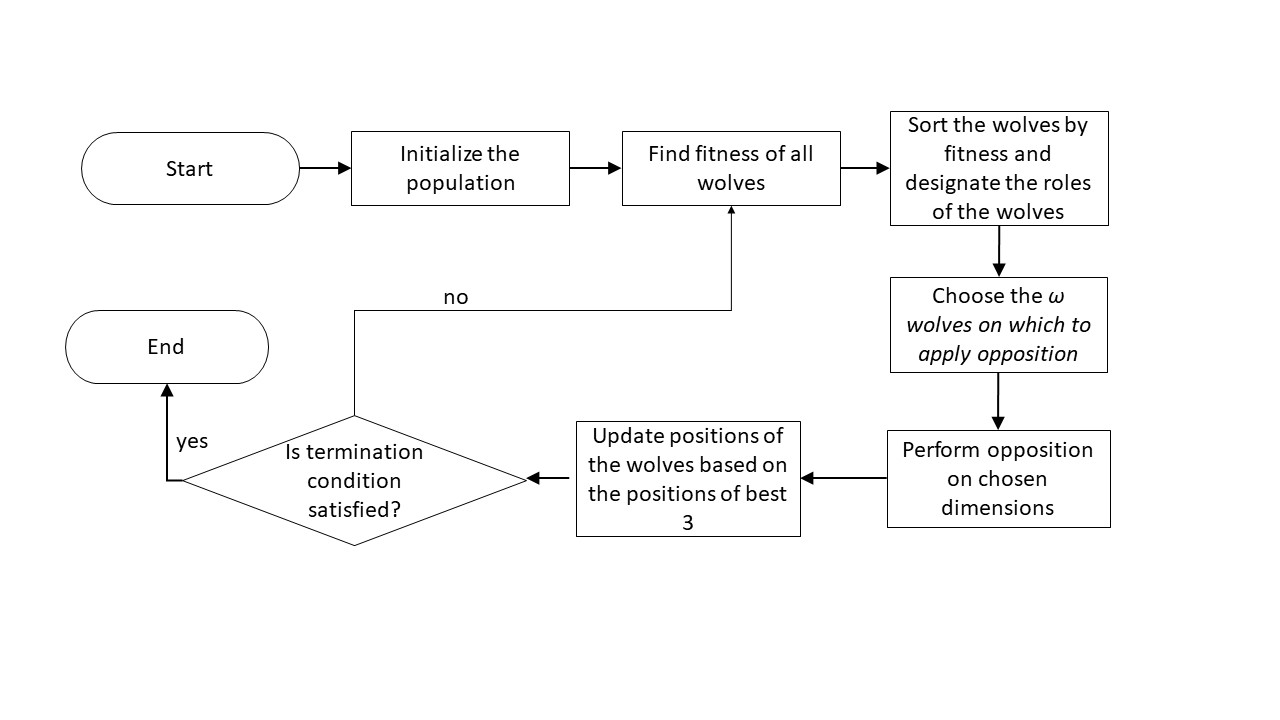 Start
Initialize the
population
Find fitness of all
wolves
Sort the wolves by
fitness and
designate the roles
of the wolves
Choose the ω
wolves on which to
apply opposition
Perform opposition
on chosen
dimensions
Update positions of
the wolves based on
the positions of best
3
Is termination
condition
satisfied?
no
yes
End